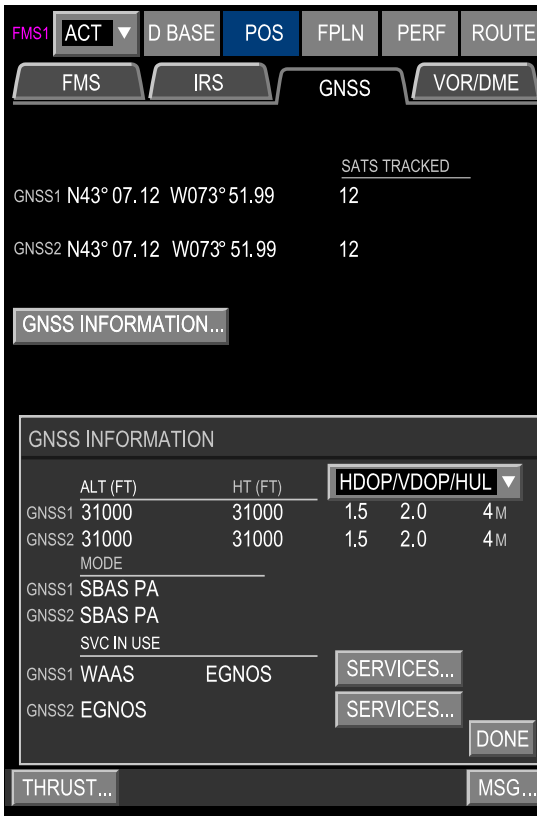 FMS1 ACT D BASE POS FPLN PERF ROUTE
FMS IRS GNSS VOR/DME
SATS TRACKED
GNSS1 N43° 07.12 W073° 51.99 12
GNSS2 N43° 07.12 W073° 51.99 12
GNSS INFORMATION...
GNSS INFORMATION
ALT (FT) HT (FT) HDOP/VDOP/HUL
GNSS1 31000 31000 1.5 2.0 4 M
GNSS2 31000 31000 1.5 2.0 4 M
MODE
GNSS1 SBAS PA
GNSS2 SBAS PA
SVC IN USE
GNSS1 WAAS EGNOS SERVICES...
GNSS2 EGNOS SERVICES...
DONE
THRUST... MSG...